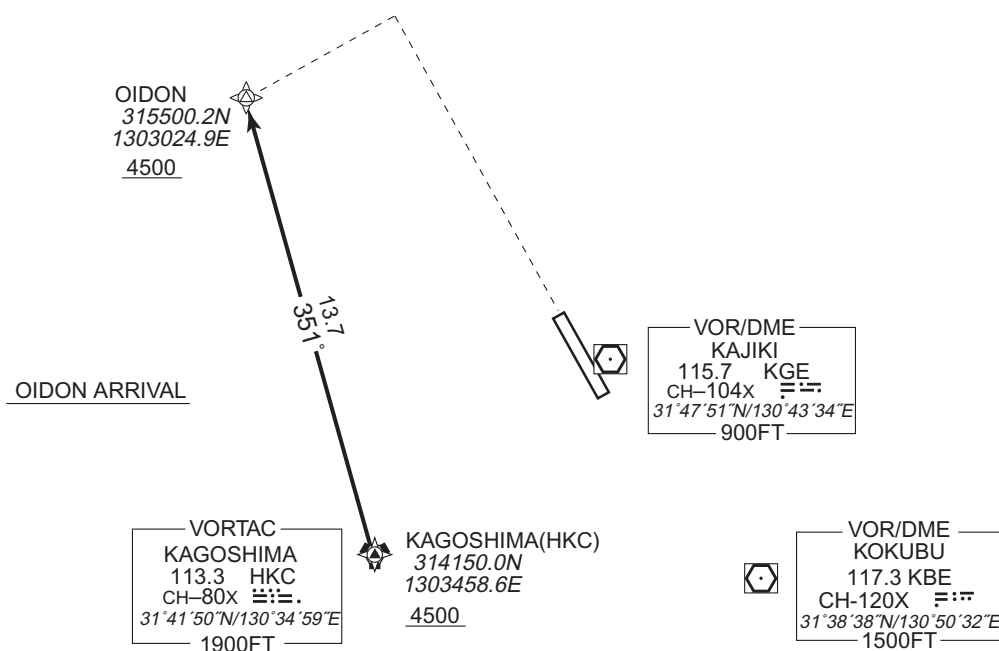 OIDON
315500.2N
1303024.9E
4500
13.7
351°
OIDON ARRIVAL
VOR/DME
KAJIKI
115.7 KGE
CH–104X
31°47´51˝N/130°43´34˝E
900FT
VORTAC
KAGOSHIMA
113.3 HKC
CH–80X
31°41´50˝N/130°34´59˝E
1900FT
KAGOSHIMA(HKC)
314150.0N
1303458.6E
4500
VOR/DME
KOKUBU
117.3 KBE
CH-120X
31°38´38˝N/130°50´32˝E
1500FT